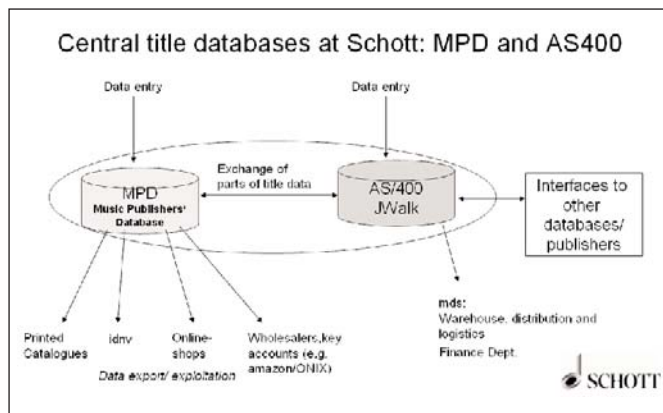 Central title databases at Schott: MPD and AS400
Data entry
Data entry
Exchange of
parts of title data
MPD
Music Publishers'
Database
AS/400
JWalk
Interfaces to
other
databases/
publishers
Printed
Catalogues
idnv
Online-
shops
Wholesalers,key
accounts (e.g.
amazon/ONIX)
Data export/ exploitation
mds:
Warehouse, distribution and
logistics
Finance Dept.
SCHOTT